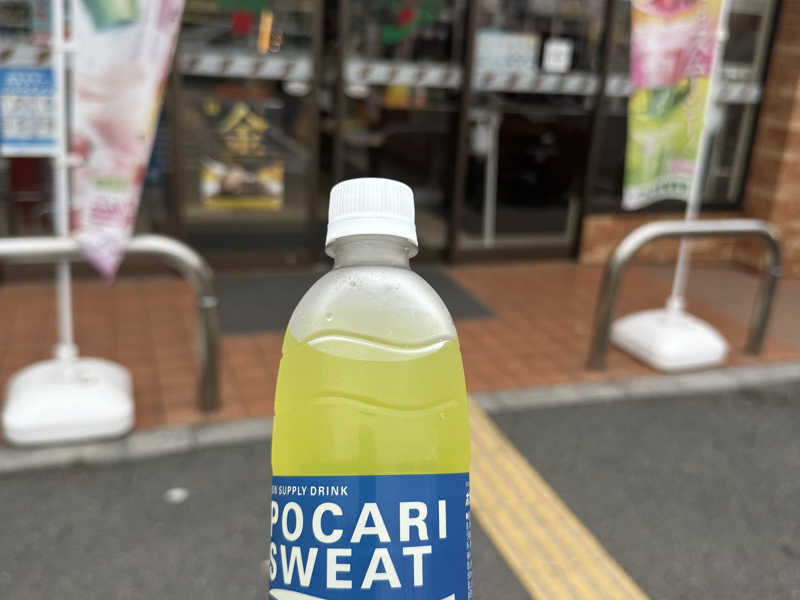 金
ION SUPPLY DRINK
POCARI
SWEAT